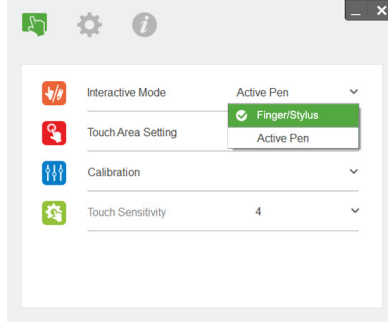 Interactive Mode Active Pen
Finger/Stylus
Touch Area Setting
Active Pen
Calibration
Touch Sensitivity 4